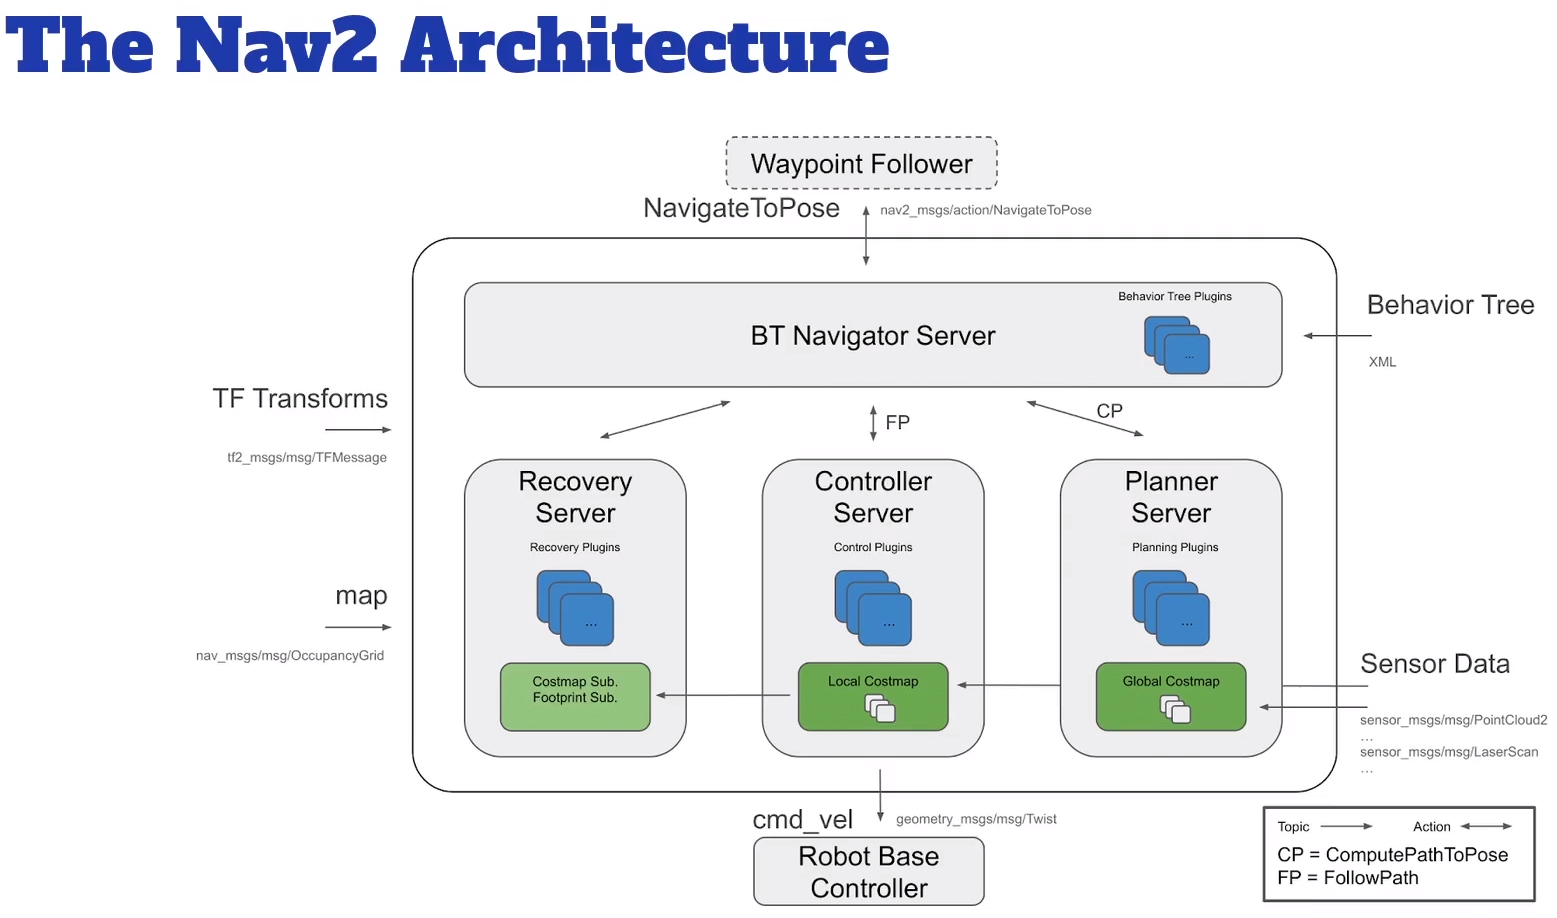 The Nav2 Architecture
Waypoint Follower
NavigateToPose
nav2_msgs/action/NavigateToPose
Behavior Tree Plugins
BT Navigator Server
...
Behavior Tree
XML
TF Transforms
tf2_msgs/msg/TFMessage
FP
CP
Recovery
Server
Recovery Plugins
...
Costmap Sub.
Footprint Sub.
Controller
Server
Control Plugins
...
Local Costmap
Planner
Server
Planning Plugins
...
Global Costmap
map
nav_msgs/msg/OccupancyGrid
Sensor Data
sensor_msgs/msg/PointCloud2
...
sensor_msgs/msg/LaserScan
...
cmd_vel
geometry_msgs/msg/Twist
Robot Base
Controller
Topic
Action
CP = ComputePathToPose
FP = FollowPath